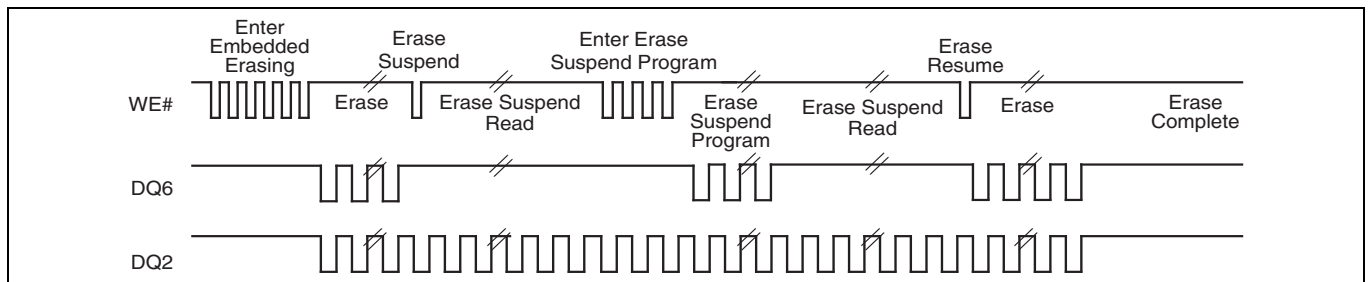 Enter
Embedded
Erasing
Erase
Suspend
Enter Erase
Suspend Program
Erase
Resume
WE#
Erase
Erase Suspend
Read
Erase
Suspend
Program
Erase Suspend
Read
Erase
Erase
Complete
DQ6
DQ2